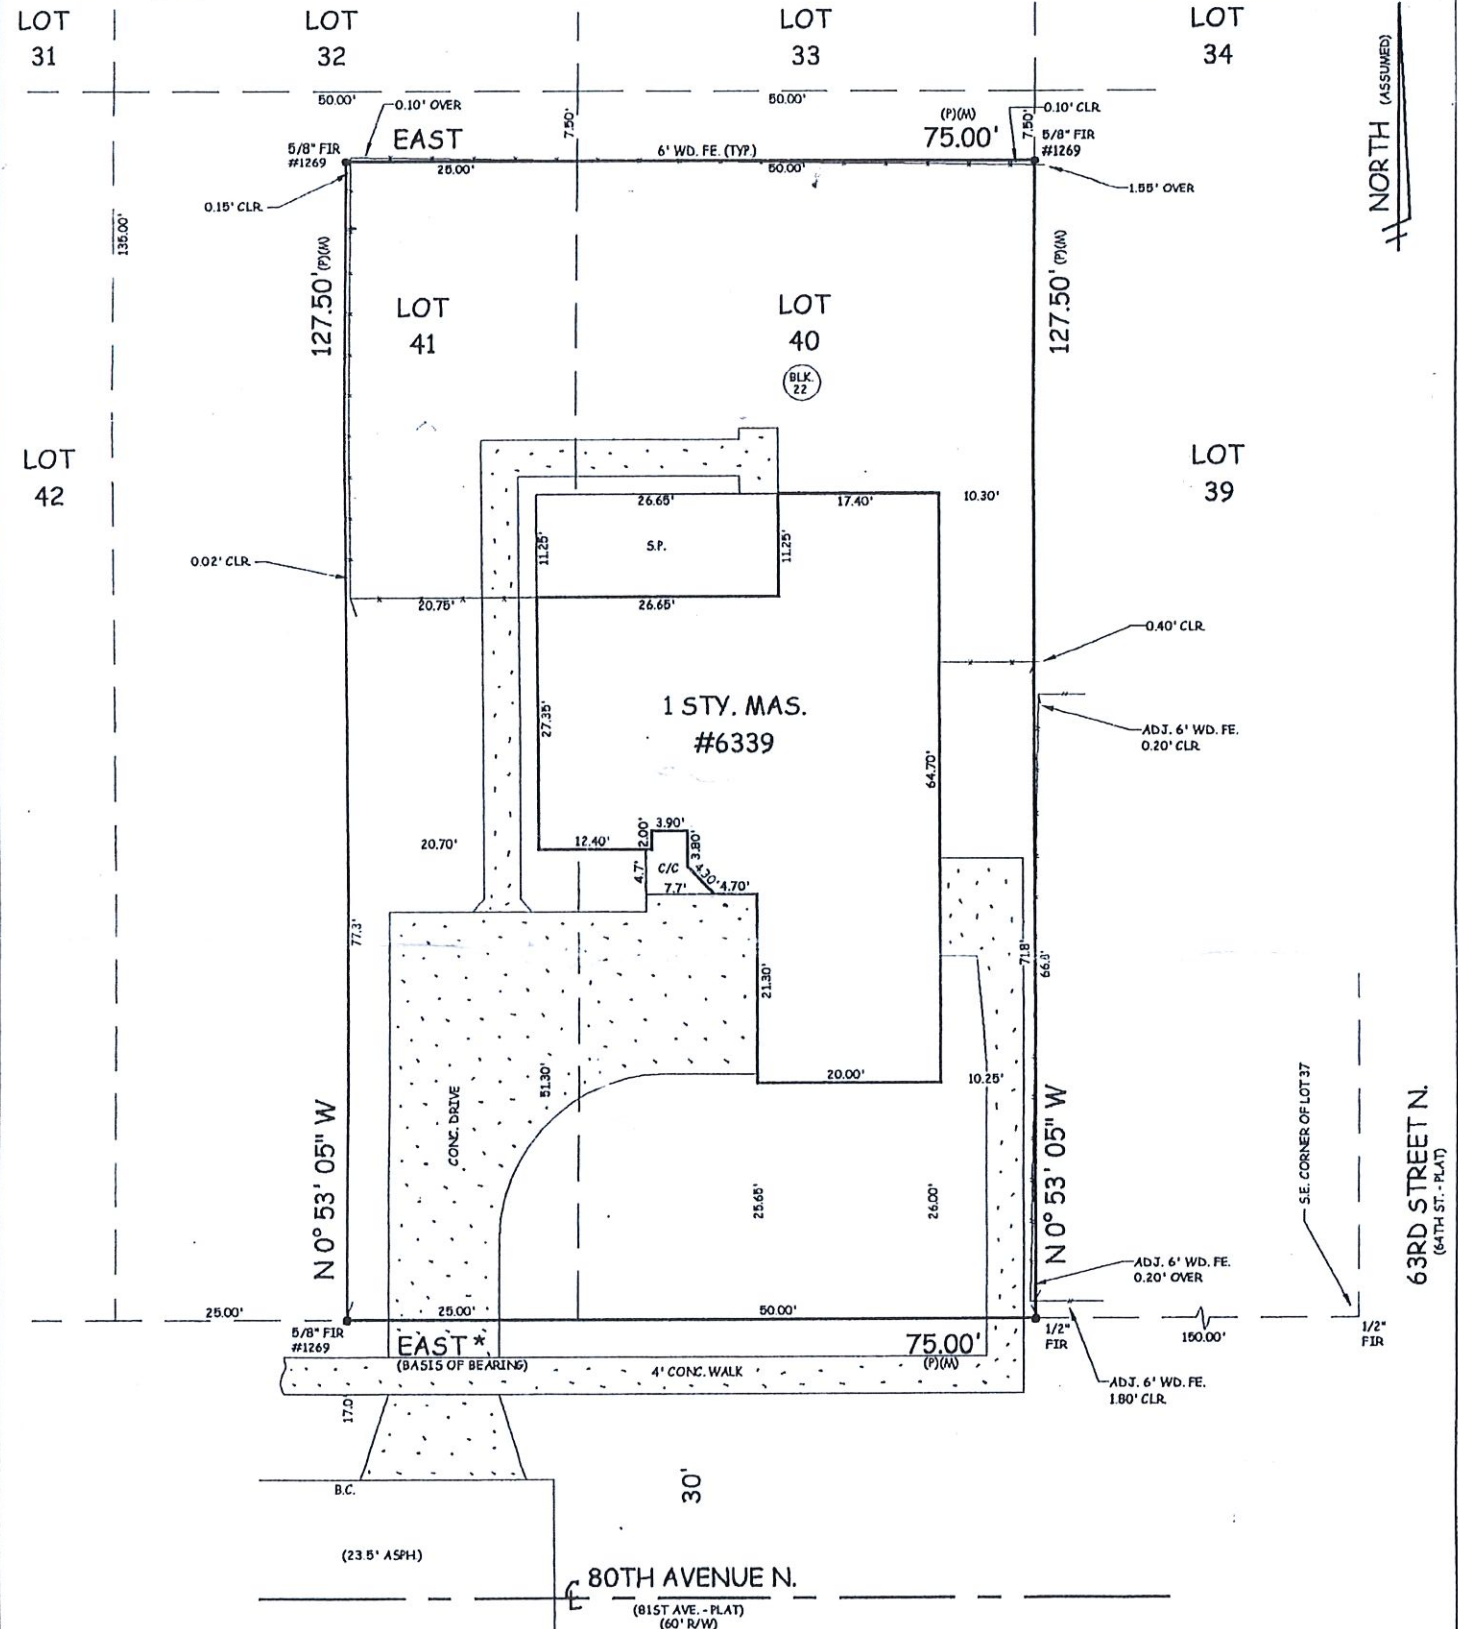 LOT
31
LOT
32
LOT
33
LOT
34
NORTH (ASSUMED)
50.00'
0.10' OVER
7.50'
50.00'
(P)(M)
75.00'
7.50'
0.10' CLR.
5/8" FIR
#1269
EAST
6' WD. FE. (TYP.)
5/8" FIR
#1269
25.00'
50.00'
1.55' OVER
0.15' CLR.
135.00'
127.50' (P)(M)
127.50' (P)(M)
LOT
41
LOT
40
BLK.
22
LOT
42
LOT
39
26.65'
17.40'
10.30'
11.25'
S.P.
11.25'
0.02' CLR.
20.75'
26.65'
0.40' CLR.
1 STY. MAS.
#6339
27.35'
ADJ. 6' WD. FE.
0.20' CLR.
64.70'
20.70'
12.40'
2.00'
3.90'
3.80'
4.7'
C/C
4.30'
7.7'
4.70'
77.3'
21.30'
71.8'
66.8'
CONC. DRIVE
51.30'
20.00'
10.25'
S.E. CORNER OF LOT 37
63RD STREET N.
(64TH ST. - PLAT)
N 0° 53' 05" W
25.65'
26.00'
N 0° 53' 05" W
ADJ. 6' WD. FE.
0.20' OVER
25.00'
25.00'
50.00'
150.00'
5/8" FIR
#1269
EAST *
(BASIS OF BEARING)
75.00'
(P)(M)
1/2"
FIR
1/2"
FIR
4' CONC. WALK
ADJ. 6' WD. FE.
1.80' CLR.
17.0
B.C.
30'
(23.5' ASPH.)
80TH AVENUE N.
(81ST AVE. - PLAT)
(60' R/W)